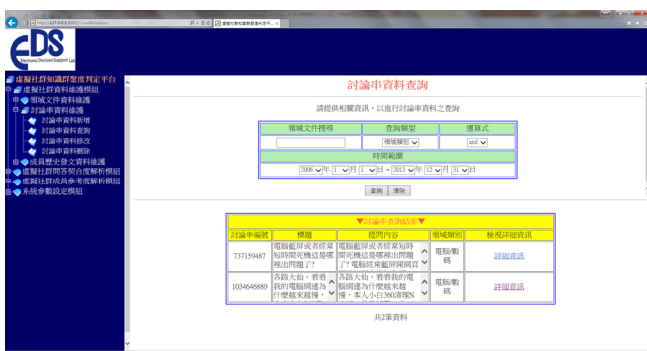 http://127.0.0.1
EDS
Electronic Decision Support Lab
虛擬社群知識群聚度判定平台
虛擬社群資料維護模組
領域文件資料維護
討論串資料維護
討論串資料新增
討論串資料查詢
討論串資料修改
討論串資料刪除
成員歷史發文資料維護
虛擬社群問答契合度解析模組
虛擬社群成員參考度解析模組
系統參數設定模組
討論串資料查詢
請提供相關資訊，以進行討論串資料之查詢
領域文件搜尋 查詢類型 運算式
領域類別 and
時間範圍
2006 年 1 月 1 日 ~ 2013 年 12 月 31 日
查詢 清除
▼討論串查詢結果▼
討論串編號 標題 提問內容 領域類別 檢視詳細資訊
737159487 電腦藍屏或者經常短時間死機這是哪裡出問題了? 電腦藍屏或者經常短時間死機這是哪裡出問題了? 電腦經常藍屏開開頁 電腦/數碼 詳細資訊
1034646889 各路大仙，看看我的電腦網速為什麼越來越慢， 各路大仙，看看我的電腦網速為什麼越來越慢，本人小白360清理N 電腦/數碼 詳細資訊
共2筆資料